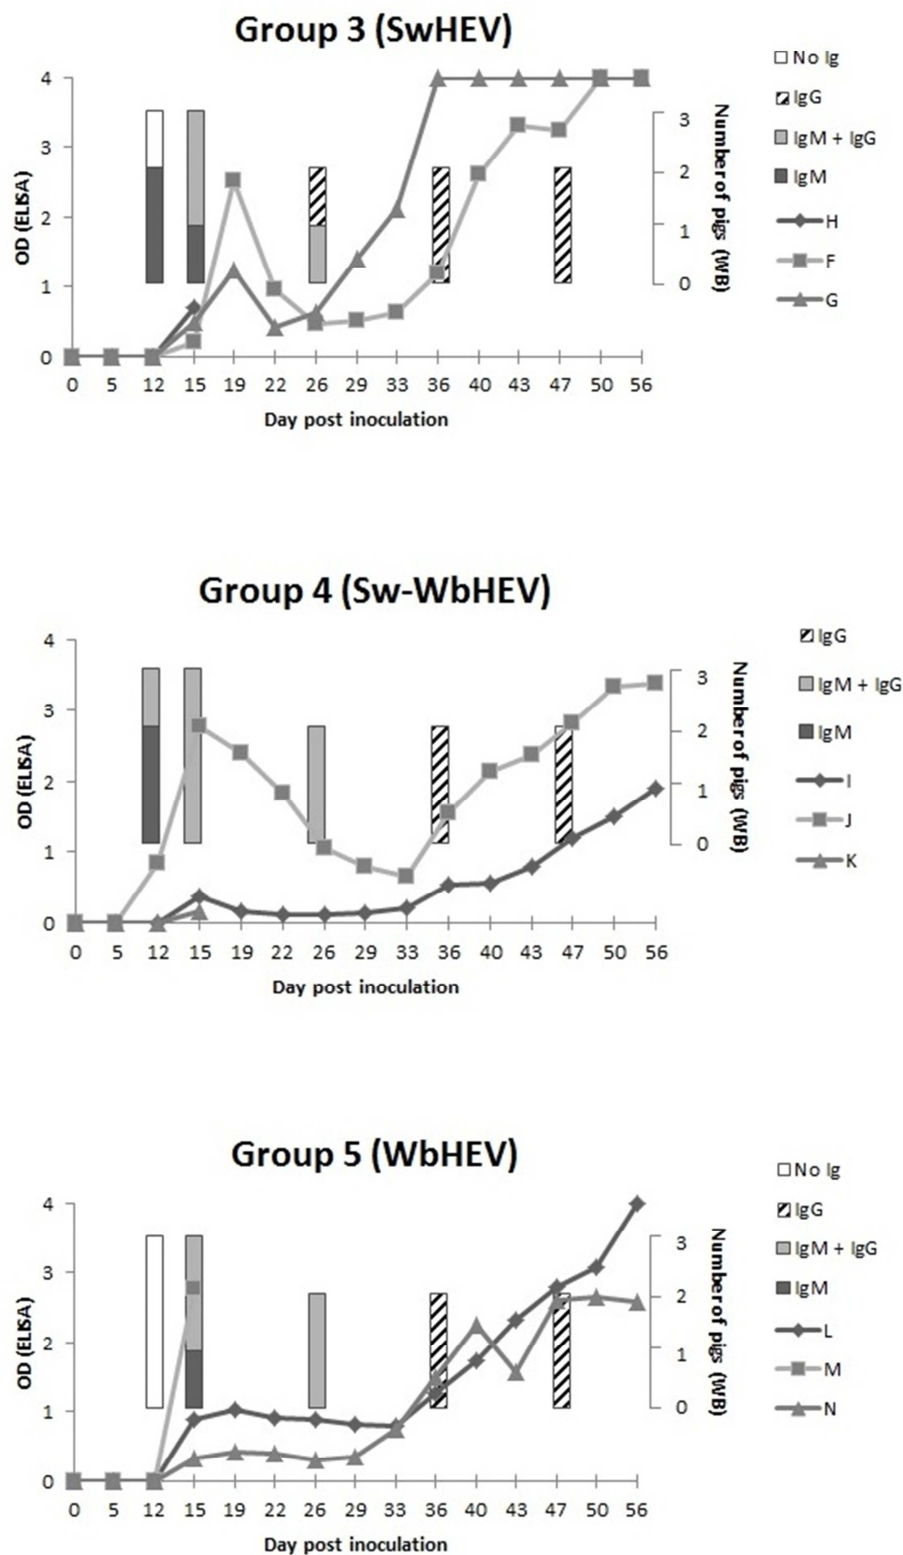 Group 3 (SwHEV)
4
3
2
1
0
OD (ELISA)
3
2
1
0
Number of pigs (WB)
No Ig
IgG
IgM + IgG
IgM
H
F
G
0 5 12 15 19 22 26 29 33 36 40 43 47 50 56
Day post inoculation
Group 4 (Sw-WbHEV)
4
3
2
1
0
OD (ELISA)
3
2
1
0
Number of pigs (WB)
IgG
IgM + IgG
IgM
I
J
K
0 5 12 15 19 22 26 29 33 36 40 43 47 50 56
Day post inoculation
Group 5 (WbHEV)
4
3
2
1
0
OD (ELISA)
3
2
1
0
Number of pigs (WB)
No Ig
IgG
IgM + IgG
IgM
L
M
N
0 5 12 15 19 22 26 29 33 36 40 43 47 50 56
Day post inoculation